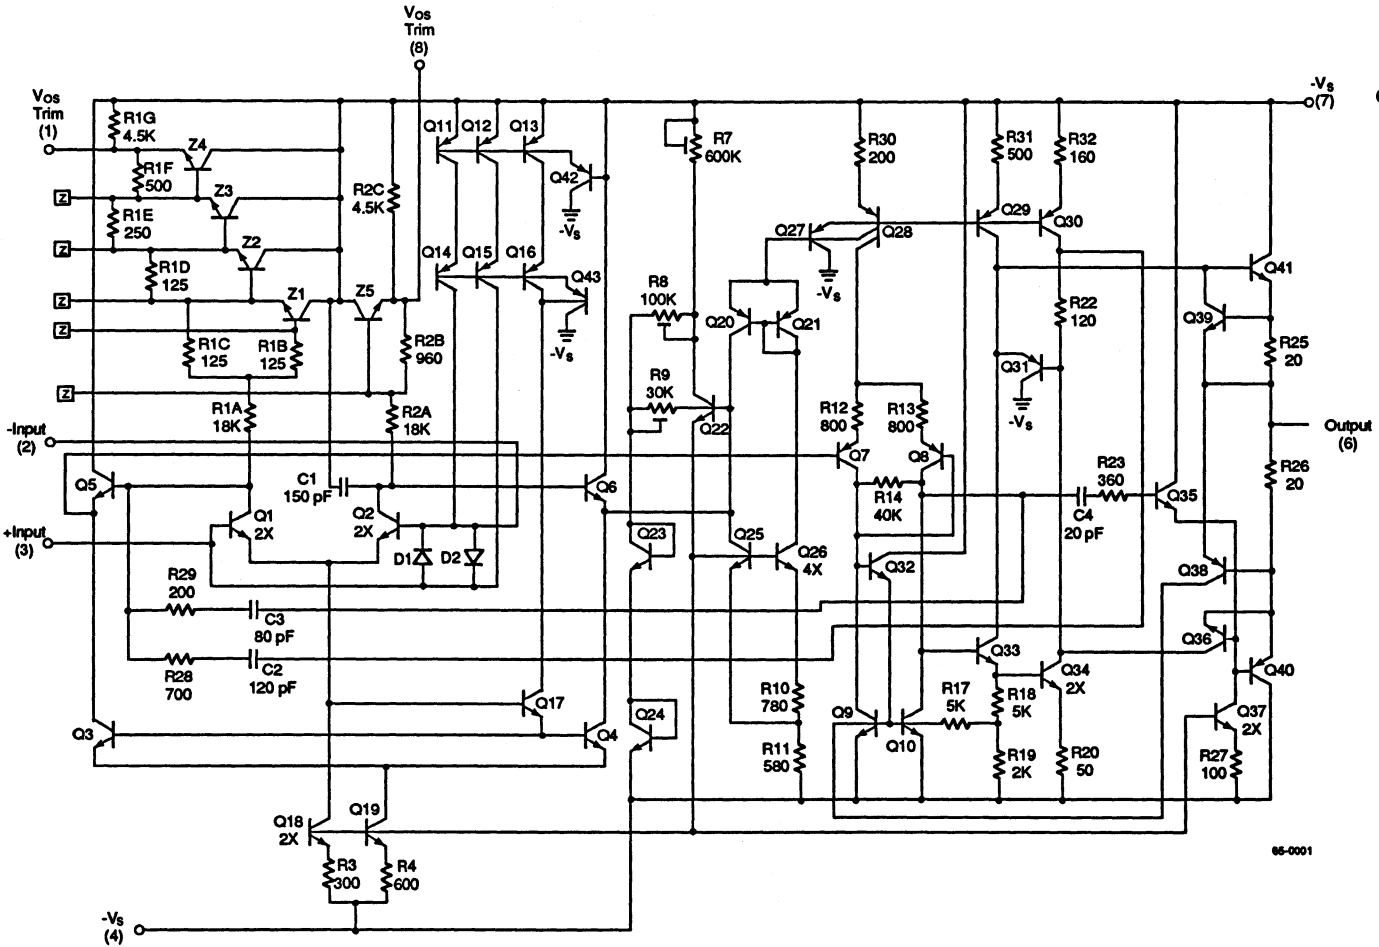 Vos
Trim
(8)
-Vs
(7)
Vos
Trim
(1)
R1G
4.5K
Z4
Q11
Q12
Q13
R7
600K
R30
200
R31
500
R32
160
R1F
500
Z
Z3
R2C
4.5K
Q42
-Vs
R1E
250
Z
Z2
Q27
Q28
Q29
Q30
R1D
125
Q14
Q15
Q16
Q43
-Vs
Q41
Z
Z1
Z5
R8
100K
-Vs
Z
R1C
125
R1B
125
R2B
960
Q20
Q21
R22
120
Q39
R25
20
Z
R9
30K
Q31
-Vs
R1A
18K
R2A
18K
Q22
R12
800
R13
800
-Input
(2)
Output
(6)
Q5
C1
150 pF
Q6
Q7
Q8
R14
40K
R23
360
C4
20 pF
Q35
R26
20
+Input
(3)
Q1
2X
Q2
2X
D1
D2
Q23
Q25
Q26
4X
Q32
Q38
R29
200
C3
80 pF
Q36
R28
700
C2
120 pF
Q33
Q34
2X
Q40
Q17
R10
780
R17
5K
R18
5K
Q3
Q4
Q24
Q9
Q10
Q37
2X
R11
580
R19
2K
R20
50
R27
100
Q18
2X
Q19
R3
300
R4
600
65-0001
-Vs
(4)